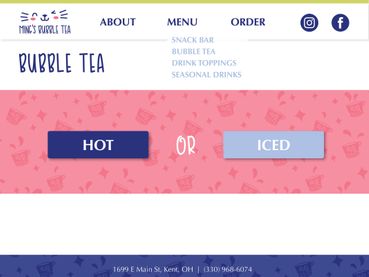 MING'S BUBBLE TEA
ABOUT
MENU
ORDER
SNACK BAR
BUBBLE TEA
DRINK TOPPINGS
SEASONAL DRINKS
BUBBLE TEA
HOT
OR
ICED
1699 E Main St, Kent, OH | (330) 968-6074